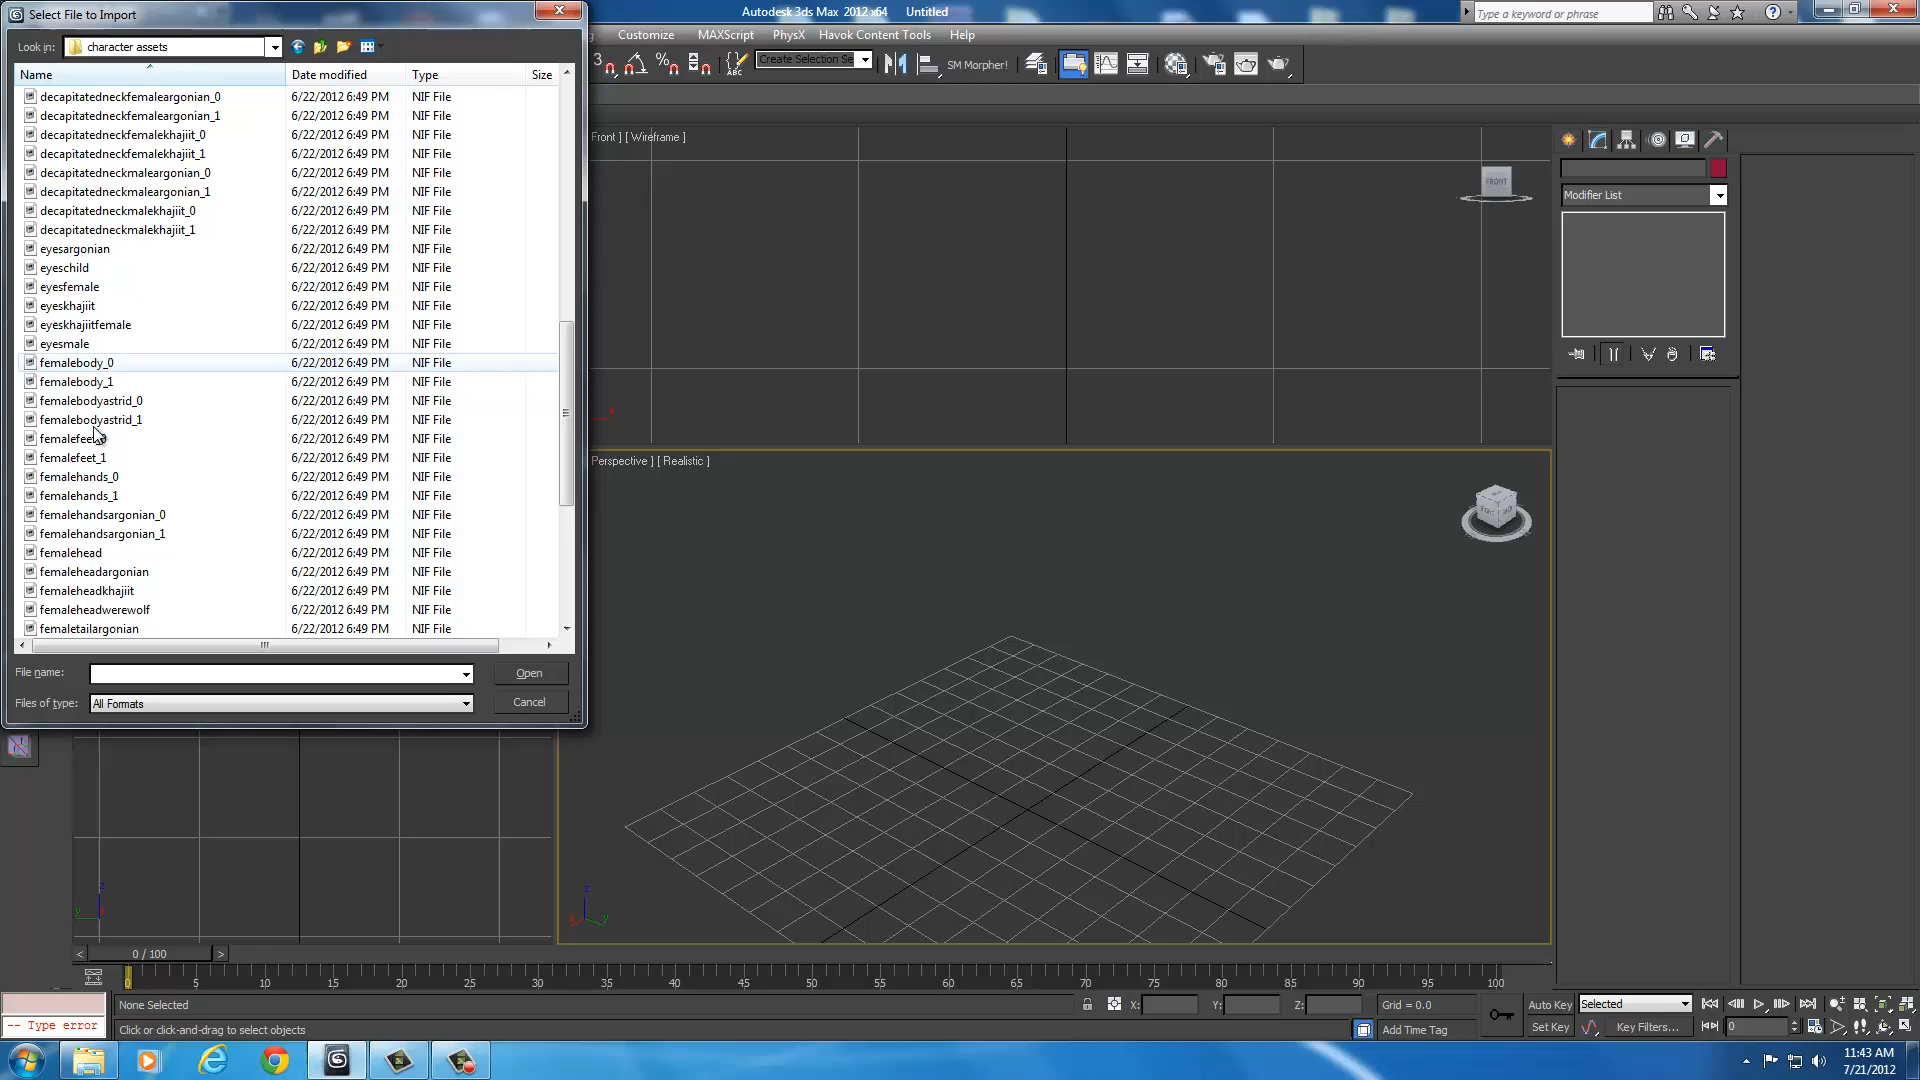 Select File to Import
Autodesk 3ds Max 2012 x64 Untitled
Type a keyword or phrase
Look in: character assets
Customize MAXScript PhysX Havok Content Tools Help
Create Selection Se
SM Morpher!
Name Date modified Type Size
decapitatedneckfemaleargonian_0 6/22/2012 6:49 PM NIF File
decapitatedneckfemaleargonian_1 6/22/2012 6:49 PM NIF File
decapitatedneckfemalekhajiit_0 6/22/2012 6:49 PM NIF File
decapitatedneckfemalekhajiit_1 6/22/2012 6:49 PM NIF File
decapitatedneckmaleargonian_0 6/22/2012 6:49 PM NIF File
decapitatedneckmaleargonian_1 6/22/2012 6:49 PM NIF File
decapitatedneckmalekhajiit_0 6/22/2012 6:49 PM NIF File
decapitatedneckmalekhajiit_1 6/22/2012 6:49 PM NIF File
eyesargonian 6/22/2012 6:49 PM NIF File
eyeschild 6/22/2012 6:49 PM NIF File
eyesfemale 6/22/2012 6:49 PM NIF File
eyeskhajiit 6/22/2012 6:49 PM NIF File
eyeskhajiitfemale 6/22/2012 6:49 PM NIF File
eyesmale 6/22/2012 6:49 PM NIF File
femalebody_0 6/22/2012 6:49 PM NIF File
femalebody_1 6/22/2012 6:49 PM NIF File
femalebodyastrid_0 6/22/2012 6:49 PM NIF File
femalebodyastrid_1 6/22/2012 6:49 PM NIF File
femalefeet_0 6/22/2012 6:49 PM NIF File
femalefeet_1 6/22/2012 6:49 PM NIF File
femalehands_0 6/22/2012 6:49 PM NIF File
femalehands_1 6/22/2012 6:49 PM NIF File
femalehandsargonian_0 6/22/2012 6:49 PM NIF File
femalehandsargonian_1 6/22/2012 6:49 PM NIF File
femalehead 6/22/2012 6:49 PM NIF File
femaleheadargonian 6/22/2012 6:49 PM NIF File
femaleheadkhajiit 6/22/2012 6:49 PM NIF File
femaleheadwerewolf 6/22/2012 6:49 PM NIF File
femaletailargonian 6/22/2012 6:49 PM NIF File
File name: Open
Files of type: All Formats Cancel
Front ] [ Wireframe ]
FRONT
Modifier List
Perspective ] [ Realistic ]
z
y
x
z
x
y
< 0 / 100 >
0 5 10 15 20 25 30 35 40 45 50 55 60 65 70 75 80 85 90 95 100
None Selected X: Y: Z: Grid = 0.0 Auto Key Selected
-- Type error Click or click-and-drag to select objects Add Time Tag Set Key Key Filters... 0
11:43 AM
7/21/2012